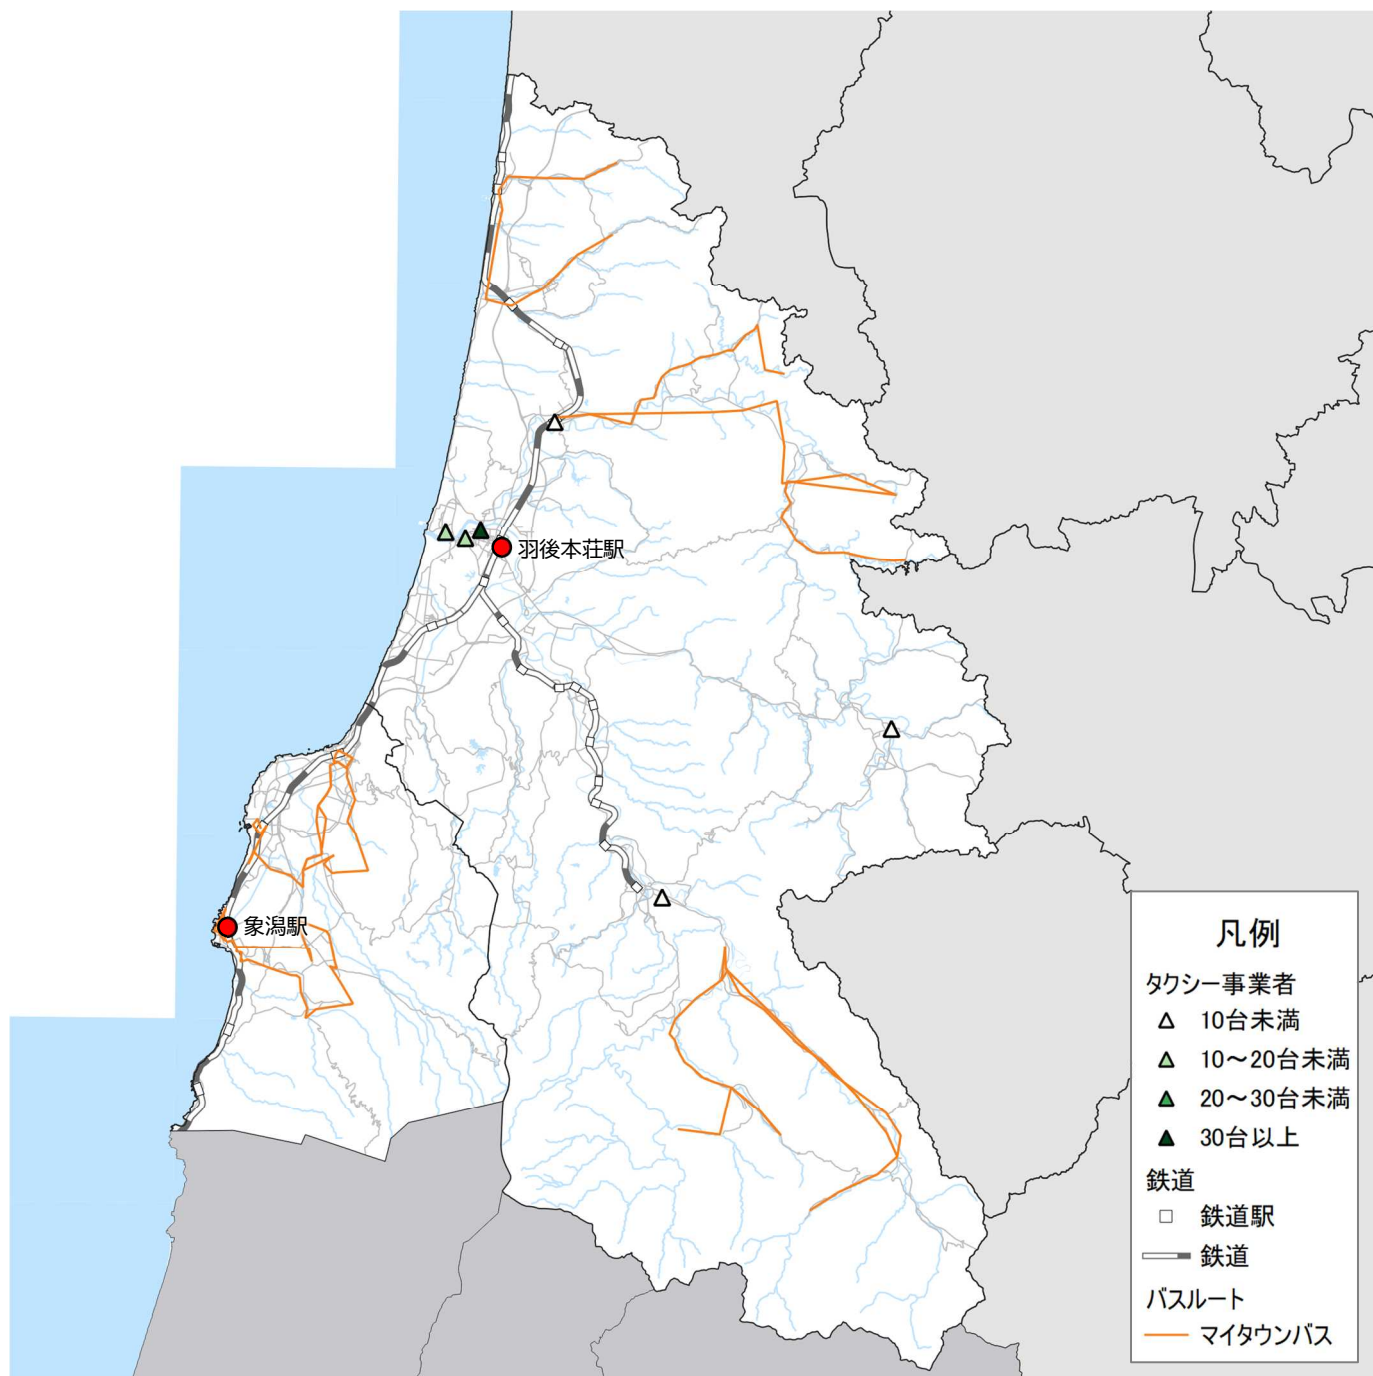 羽後本荘駅
象潟駅
凡例
タクシー事業者
10台未満
10～20台未満
20～30台未満
30台以上
鉄道
鉄道駅
鉄道
バスルート
マイタウンバス